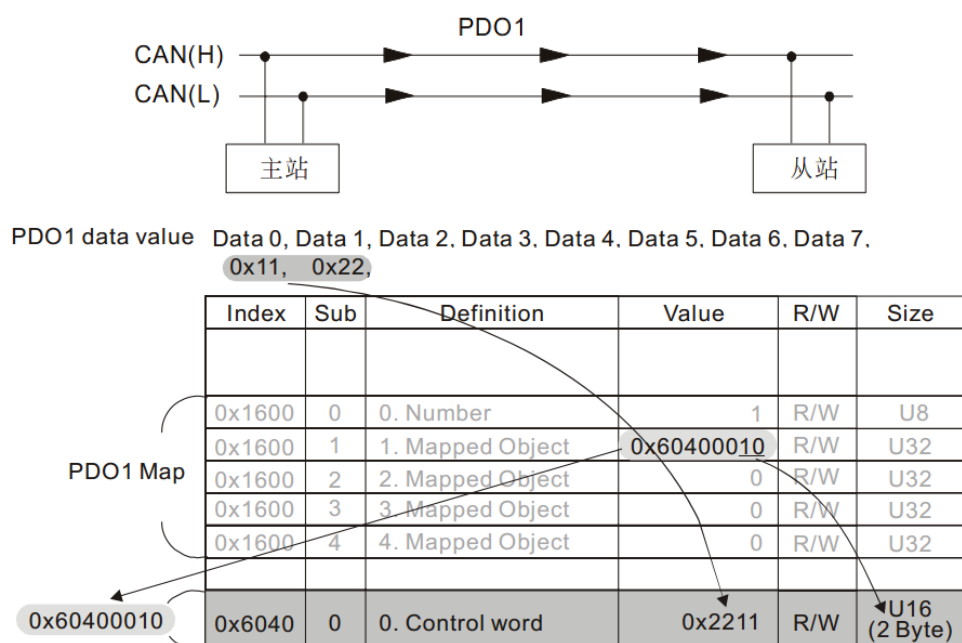 PDO1
CAN(H)
CAN(L)
主站
从站
PDO1 data value Data 0, Data 1, Data 2, Data 3, Data 4, Data 5, Data 6, Data 7,
0x11, 0x22,
Index Sub Definition Value R/W Size
0x1600 0 0. Number 1 R/W U8
0x1600 1 1. Mapped Object 0x60400010 R/W U32
PDO1 Map
0x1600 2 2. Mapped Object 0 R/W U32
0x1600 3 3. Mapped Object 0 R/W U32
0x1600 4 4. Mapped Object 0 R/W U32
0x60400010
0x6040 0 0. Control word 0x2211 R/W U16
(2 Byte)